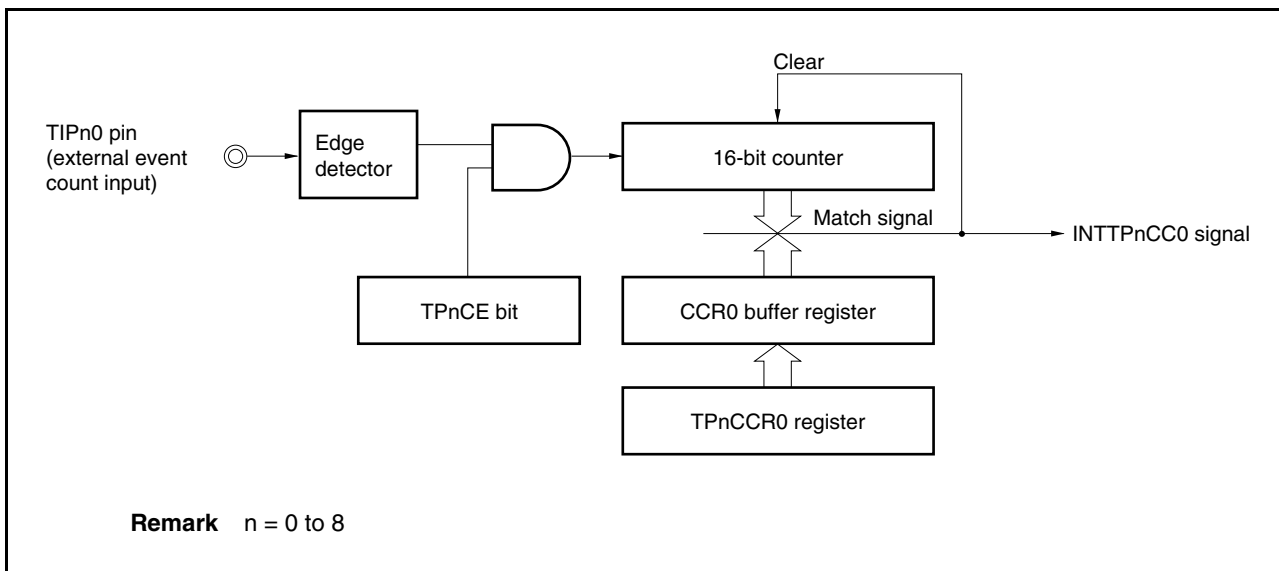 Clear
TIPn0 pin
(external event
count input)
Edge
detector
16-bit counter
Match signal
INTTPnCC0 signal
TPnCE bit
CCR0 buffer register
TPnCCR0 register
Remark n = 0 to 8